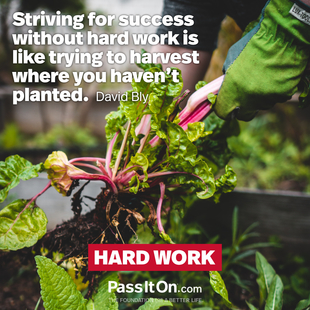 Striving for success
without hard work is
like trying to harvest
where you haven't
planted. David Bly
HARD WORK
PassItOn.com
THE FOUNDATION FOR A BETTER LIFE